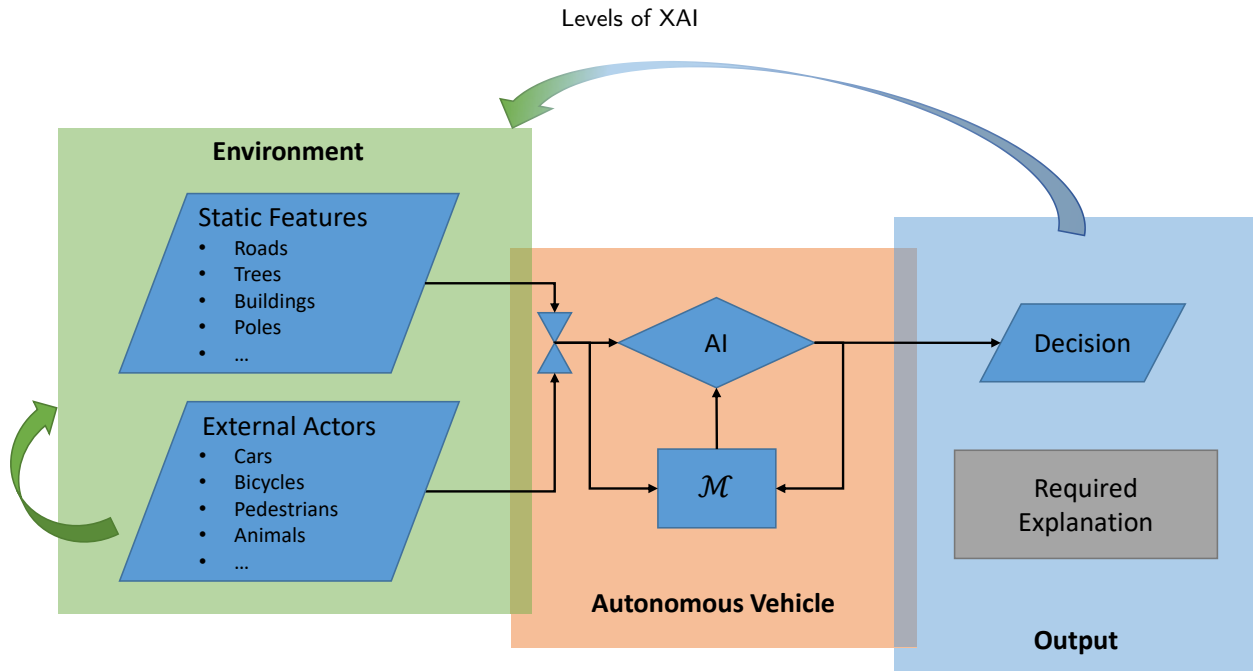 Levels of XAI
Environment
Static Features
• Roads
• Trees
• Buildings
• Poles
• ...
External Actors
• Cars
• Bicycles
• Pedestrians
• Animals
• ...
AI
ℳ
Autonomous Vehicle
Decision
Required
Explanation
Output